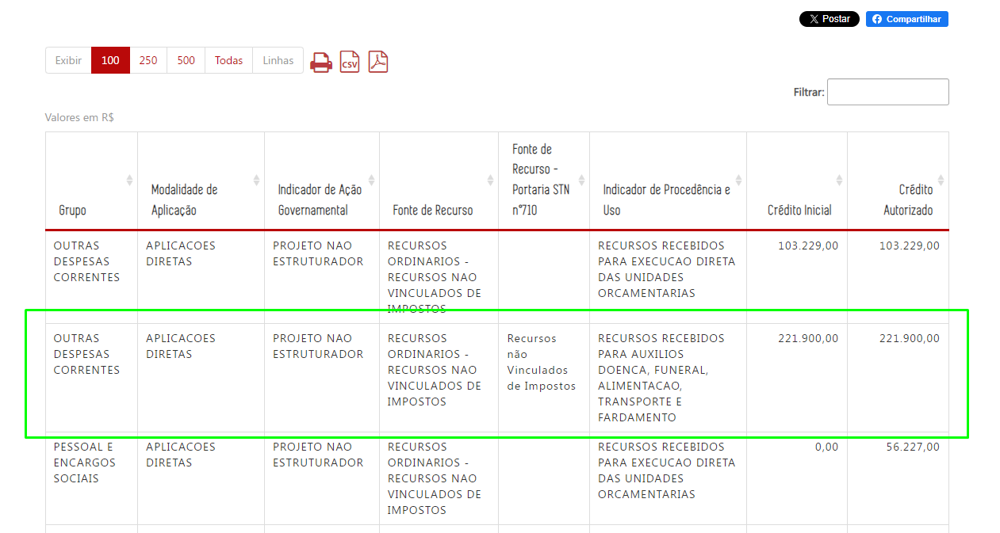 Postar
Compartilhar
Exibir 100 250 500 Todas Linhas
CSV
Filtrar:
Valores em R$
Grupo
Modalidade de
Aplicação
Indicador de Ação
Governamental
Fonte de Recurso
Fonte de
Recurso -
Portaria STN
n°710
Indicador de Procedência e
Uso
Crédito Inicial
Crédito
Autorizado
OUTRAS
DESPESAS
CORRENTES
APLICACOES
DIRETAS
PROJETO NAO
ESTRUTURADOR
RECURSOS
ORDINARIOS -
RECURSOS NAO
VINCULADOS DE
IMPOSTOS
RECURSOS RECEBIDOS
PARA EXECUCAO DIRETA
DAS UNIDADES
ORCAMENTARIAS
103.229,00
103.229,00
OUTRAS
DESPESAS
CORRENTES
APLICACOES
DIRETAS
PROJETO NAO
ESTRUTURADOR
RECURSOS
ORDINARIOS -
RECURSOS NAO
VINCULADOS DE
IMPOSTOS
Recursos
não
Vinculados
de Impostos
RECURSOS RECEBIDOS
PARA AUXILIOS
DOENCA, FUNERAL,
ALIMENTACAO,
TRANSPORTE E
FARDAMENTO
221.900,00
221.900,00
PESSOAL E
ENCARGOS
SOCIAIS
APLICACOES
DIRETAS
PROJETO NAO
ESTRUTURADOR
RECURSOS
ORDINARIOS -
RECURSOS NAO
VINCULADOS DE
IMPOSTOS
RECURSOS RECEBIDOS
PARA EXECUCAO DIRETA
DAS UNIDADES
ORCAMENTARIAS
0,00
56.227,00